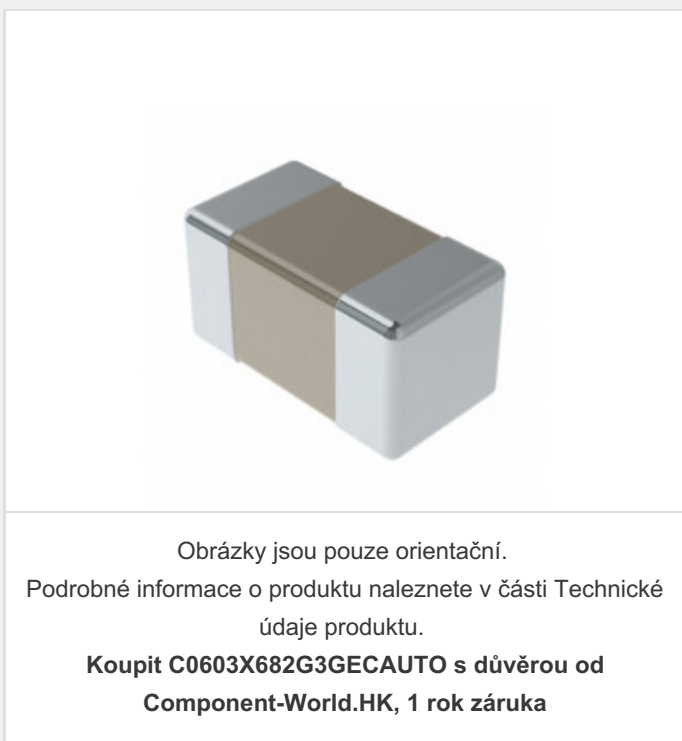 Obrázky jsou pouze orientační.
Podrobné informace o produktu naleznete v části Technické
údaje produktu.
Koupit C0603X682G3GECAUTO s důvěrou od
Component-World.HK, 1 rok záruka